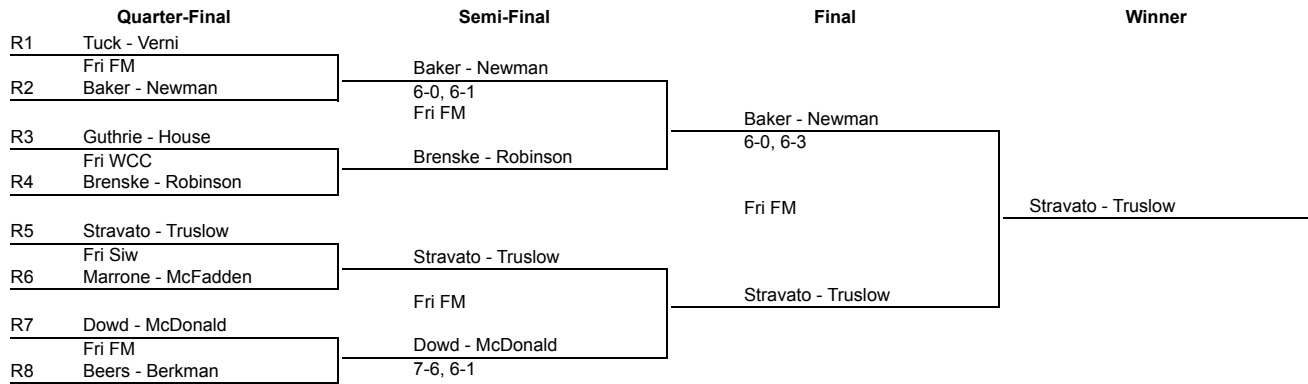 Quarter-Final Semi-Final Final Winner
R1 Tuck - Verni
Fri FM Baker - Newman
R2 Baker - Newman 6-0, 6-1
Fri FM
Baker - Newman
R3 Guthrie - House 6-0, 6-3
Fri WCC Brenske - Robinson
R4 Brenske - Robinson
Fri FM Stravato - Truslow
R5 Stravato - Truslow
Fri Siw Stravato - Truslow
R6 Marrone - McFadden
Fri FM Stravato - Truslow
R7 Dowd - McDonald
Fri FM Dowd - McDonald
R8 Beers - Berkman 7-6, 6-1